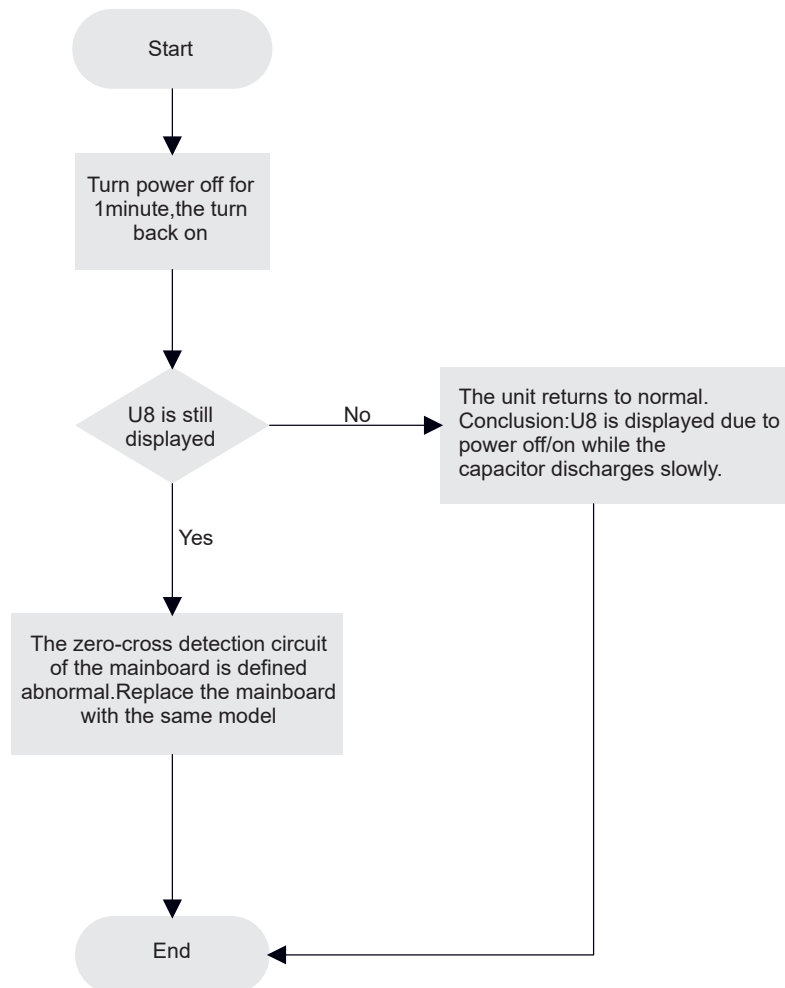 Start
Turn power off for
1minute,the turn
back on
U8 is still
displayed
No
The unit returns to normal.
Conclusion:U8 is displayed due to
power off/on while the
capacitor discharges slowly.
Yes
The zero-cross detection circuit
of the mainboard is defined
abnormal.Replace the mainboard
with the same model
End